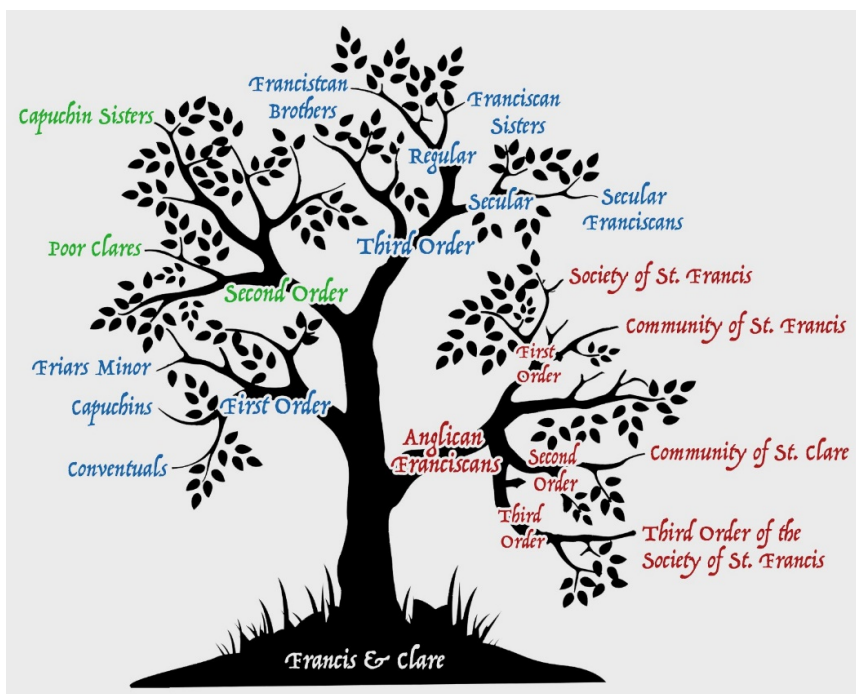 Francistcan
Brothers
Franciscan
Sisters
Capuchin Sisters
Regular
Secular
Secular
Franciscans
Poor Clares
Third Order
Second Order
Society of St. Francis
Community of St. Francis
First
Order
Friars Minor
Capuchins
First Order
Conventuals
Anglican
Franciscans
Second
Order
Community of St. Clare
Third
Order
Third Order of the
Society of St. Francis
Francis & Clare